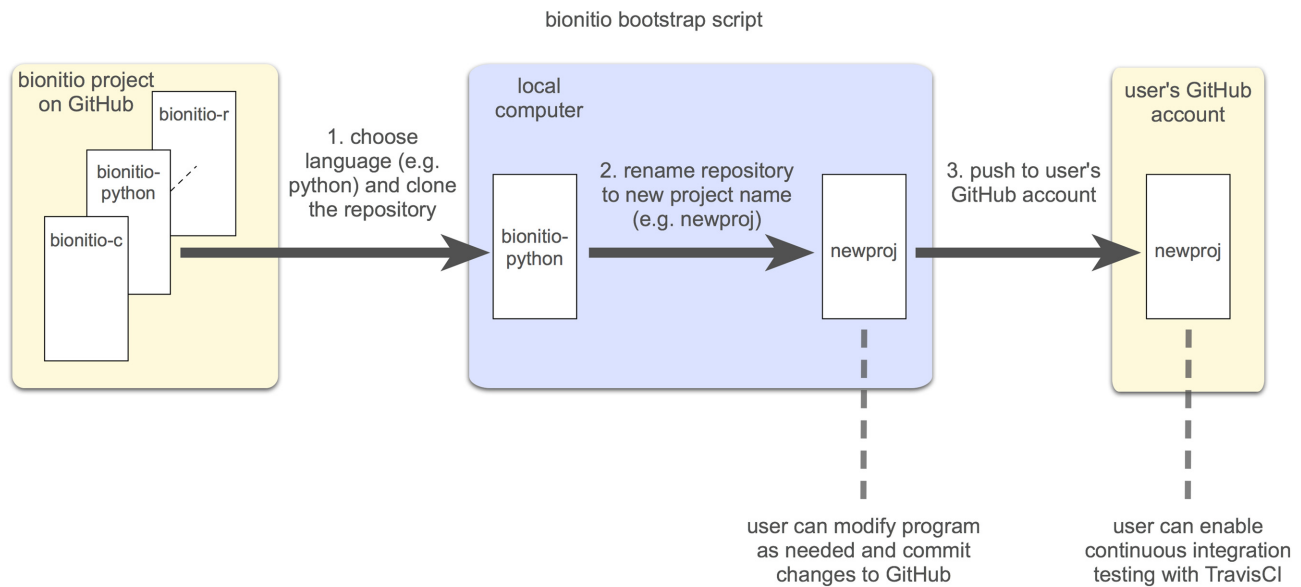 bionitio bootstrap script
bionitio project
on GitHub
bionitio-r
bionitio-
python
bionitio-c
1. choose
language (e.g.
python) and clone
the repository
local
computer
bionitio-
python
2. rename repository
to new project name
(e.g. newproj)
newproj
3. push to user's
GitHub account
user's GitHub
account
newproj
user can modify program
as needed and commit
changes to GitHub
user can enable
continuous integration
testing with TravisCI